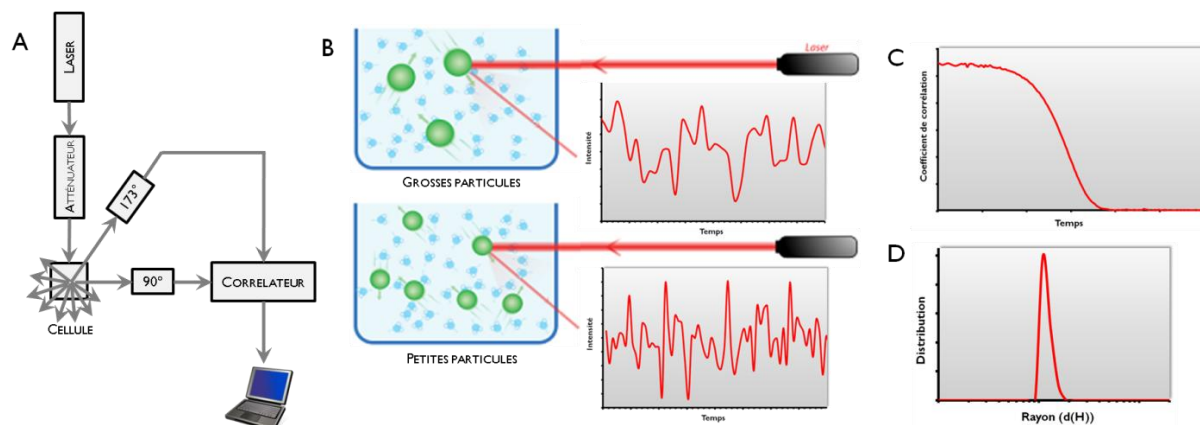 A
LASER
ATTÉNUATEUR
173°
90°
CORRELATEUR
CELLULE
B
Laser
GROSSES PARTICULES
Intensité
Temps
PETITES PARTICULES
Intensité
Temps
C
Coefficient de corrélation
Temps
D
Distribution
Rayon (d(H))